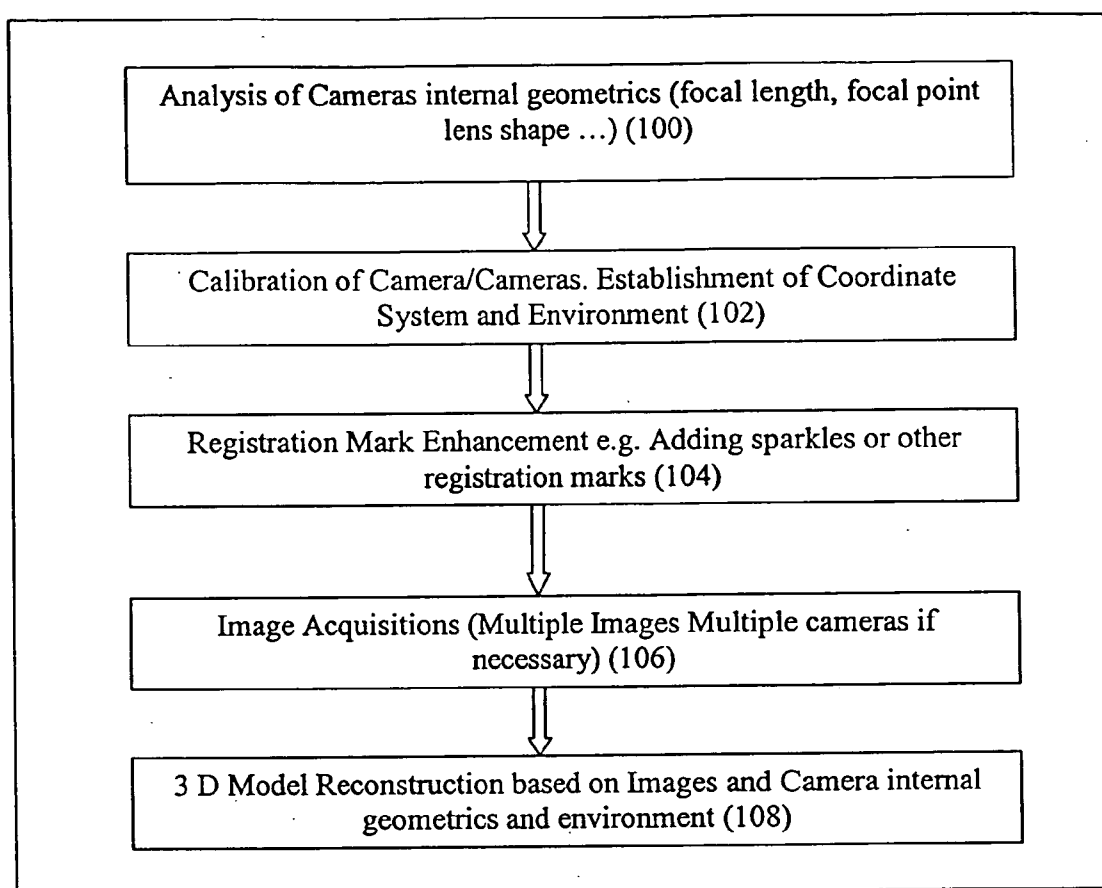 Analysis of Cameras internal geometrics (focal length, focal point
lens shape ...) (100)
Calibration of Camera/Cameras. Establishment of Coordinate
System and Environment (102)
Registration Mark Enhancement e.g. Adding sparkles or other
registration marks (104)
Image Acquisitions (Multiple Images Multiple cameras if
necessary) (106)
3 D Model Reconstruction based on Images and Camera internal
geometrics and environment (108)